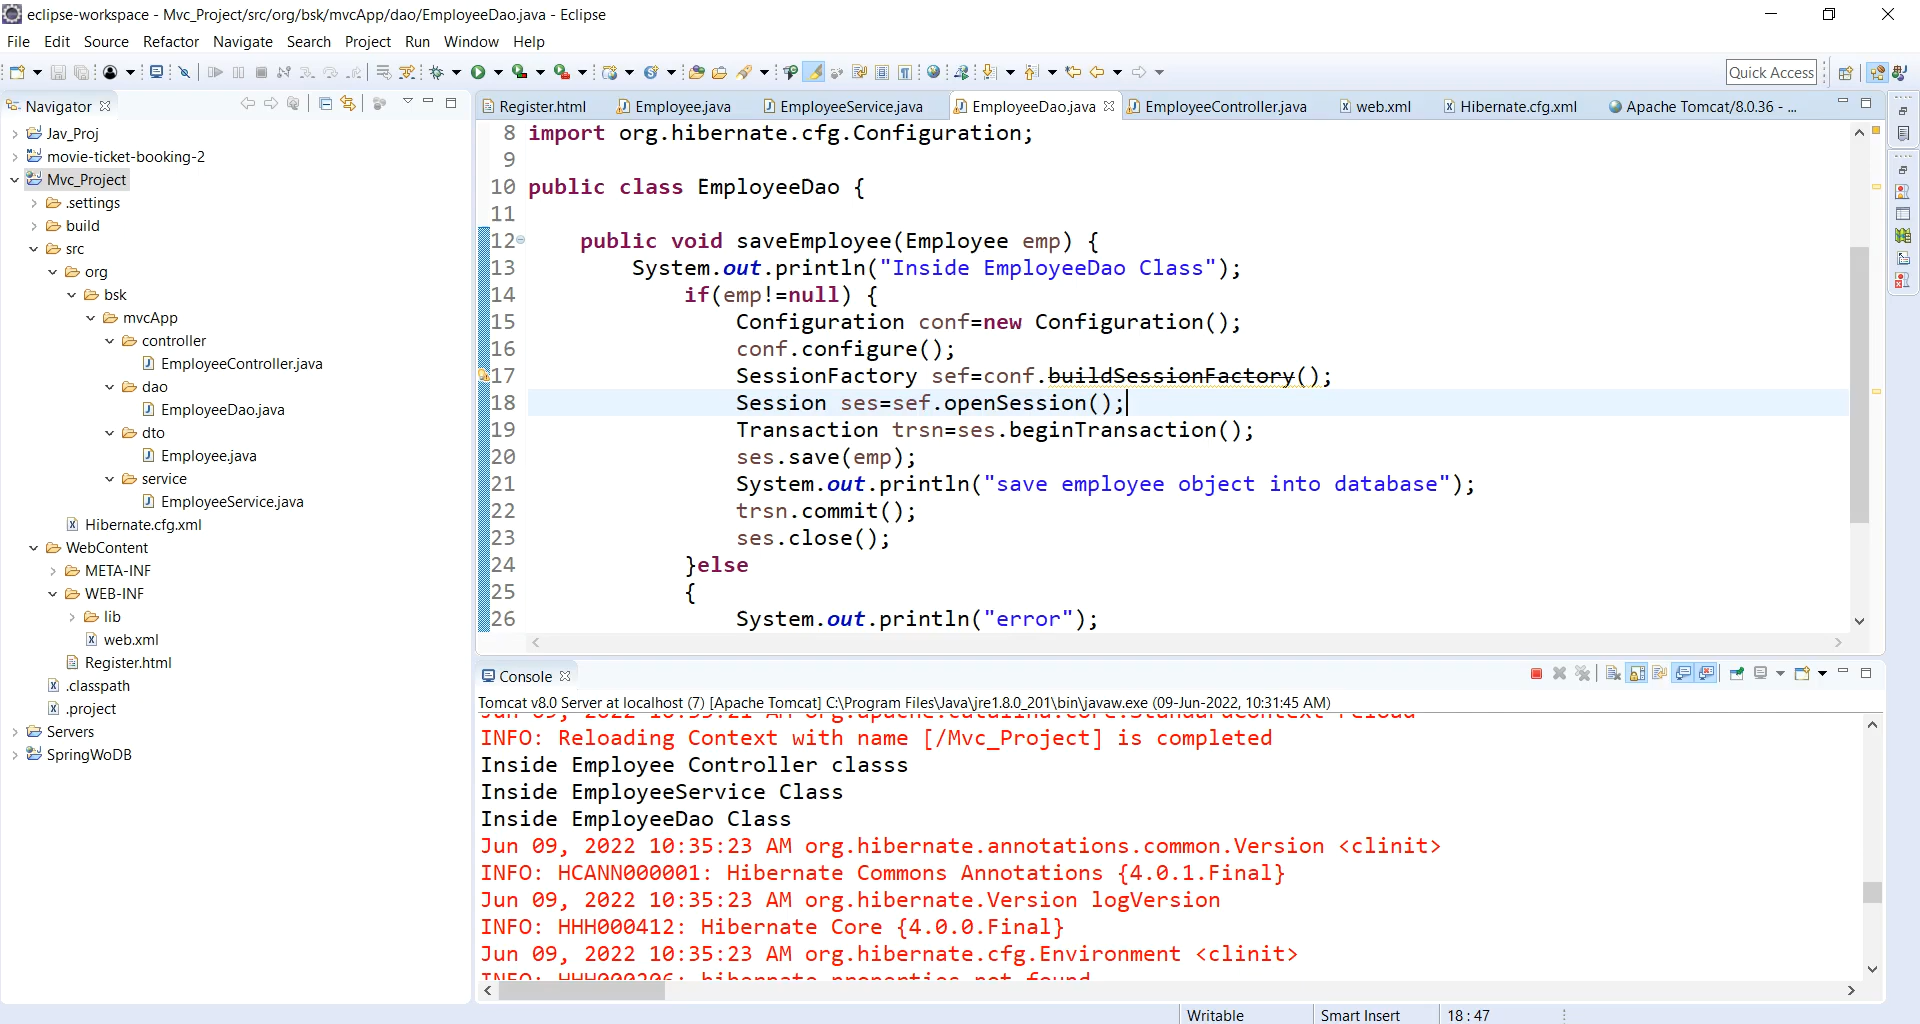 eclipse-workspace - Mvc_Project/src/org/bsk/mvcApp/dao/EmployeeDao.java - Eclipse
File Edit Source Refactor Navigate Search Project Run Window Help
Quick Access
Navigator
Jav_Proj
movie-ticket-booking-2
Mvc_Project
.settings
build
src
org
bsk
mvcApp
controller
EmployeeController.java
dao
EmployeeDao.java
dto
Employee.java
service
EmployeeService.java
Hibernate.cfg.xml
WebContent
META-INF
WEB-INF
lib
web.xml
Register.html
.classpath
.project
Servers
SpringWoDB
Register.html Employee.java EmployeeService.java EmployeeDao.java EmployeeController.java web.xml Hibernate.cfg.xml Apache Tomcat/8.0.36 - ...
8 import org.hibernate.cfg.Configuration;
9
10 public class EmployeeDao {
11
12 public void saveEmployee(Employee emp) {
13 System.out.println("Inside EmployeeDao Class");
14 if(emp!=null) {
15 Configuration conf=new Configuration();
16 conf.configure();
17 SessionFactory sef=conf.buildSessionFactory();
18 Session ses=sef.openSession();
19 Transaction trsn=ses.beginTransaction();
20 ses.save(emp);
21 System.out.println("save employee object into database");
22 trsn.commit();
23 ses.close();
24 }else
25 {
26 System.out.println("error");
Console
Tomcat v8.0 Server at localhost (7) [Apache Tomcat] C:\Program Files\Java\jre1.8.0_201\bin\javaw.exe (09-Jun-2022, 10:31:45 AM)
INFO: Reloading Context with name [/Mvc_Project] is completed
Inside Employee Controller classs
Inside EmployeeService Class
Inside EmployeeDao Class
Jun 09, 2022 10:35:23 AM org.hibernate.annotations.common.Version <clinit>
INFO: HCANN000001: Hibernate Commons Annotations {4.0.1.Final}
Jun 09, 2022 10:35:23 AM org.hibernate.Version logVersion
INFO: HHH000412: Hibernate Core {4.0.0.Final}
Jun 09, 2022 10:35:23 AM org.hibernate.cfg.Environment <clinit>
INFO: HHH000206: hibernate.properties not found
Writable Smart Insert 18 : 47